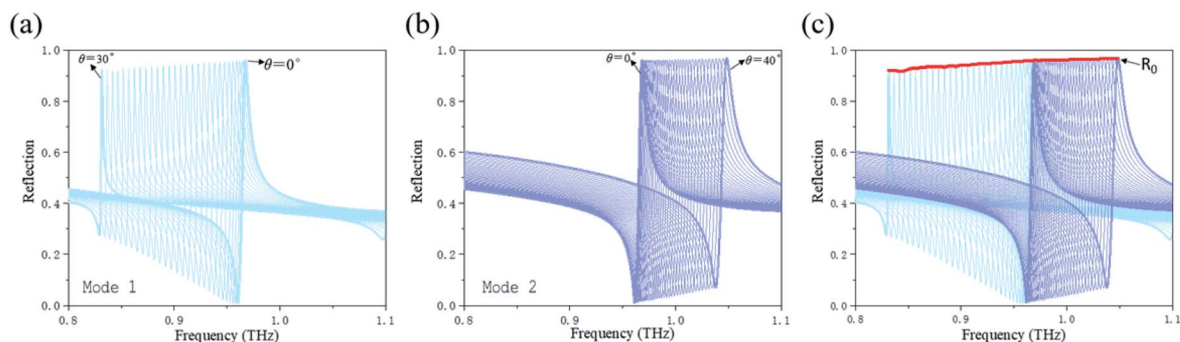 (a)
1.0
θ=30°
θ=0°
0.8
0.6
Reflection
0.4
0.2
Mode 1
0.0
0.8
0.9
1.0
1.1
Frequency (THz)
(b)
1.0
θ=0°
θ=40°
0.8
0.6
Reflection
0.4
0.2
Mode 2
0.0
0.8
0.9
1.0
1.1
Frequency (THz)
(c)
1.0
R0
0.8
0.6
Reflection
0.4
0.2
0.0
0.8
0.9
1.0
1.1
Frequency (THz)